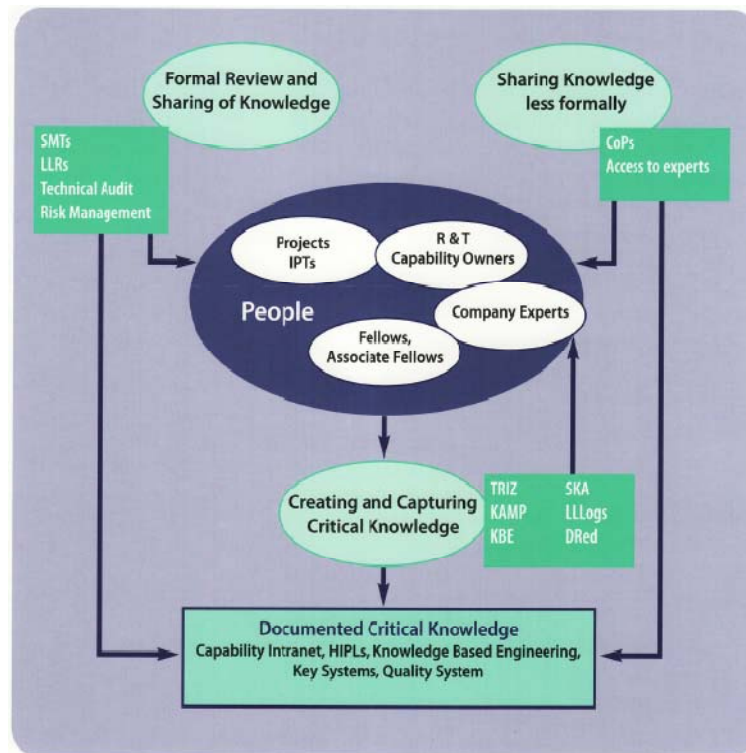 Formal Review and
Sharing of Knowledge
Sharing Knowledge
less formally
SMTs
LLRs
Technical Audit
Risk Management
CoPs
Access to experts
Projects
IPTs
R & T
Capability Owners
People
Company Experts
Fellows,
Associate Fellows
Creating and Capturing
Critical Knowledge
TRIZ SKA
KAMP LLLogs
KBE DRed
Documented Critical Knowledge
Capability Intranet, HIPLs, Knowledge Based Engineering,
Key Systems, Quality System